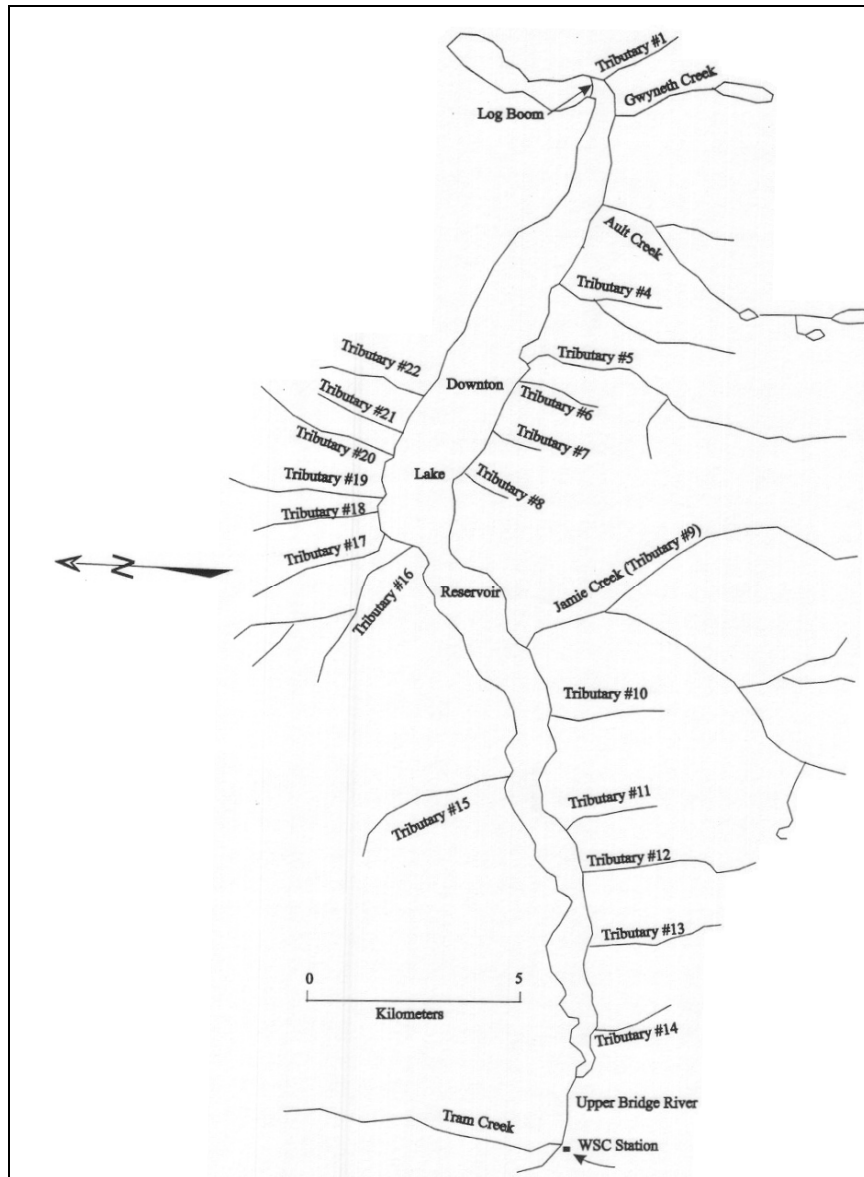 Tributary #1
Gwyneth Creek
Log Boom
Ault Creek
Tributary #4
Tributary #5
Tributary #22
Downton
Tributary #6
Tributary #21
Tributary #7
Tributary #20
Lake
Tributary #19
Tributary #8
Tributary #18
Tributary #17
Jamie Creek (Tributary #9)
N
Tributary #16
Reservoir
Tributary #10
Tributary #11
Tributary #15
Tributary #12
Tributary #13
0 5
Kilometers
Tributary #14
Upper Bridge River
Tram Creek
WSC Station